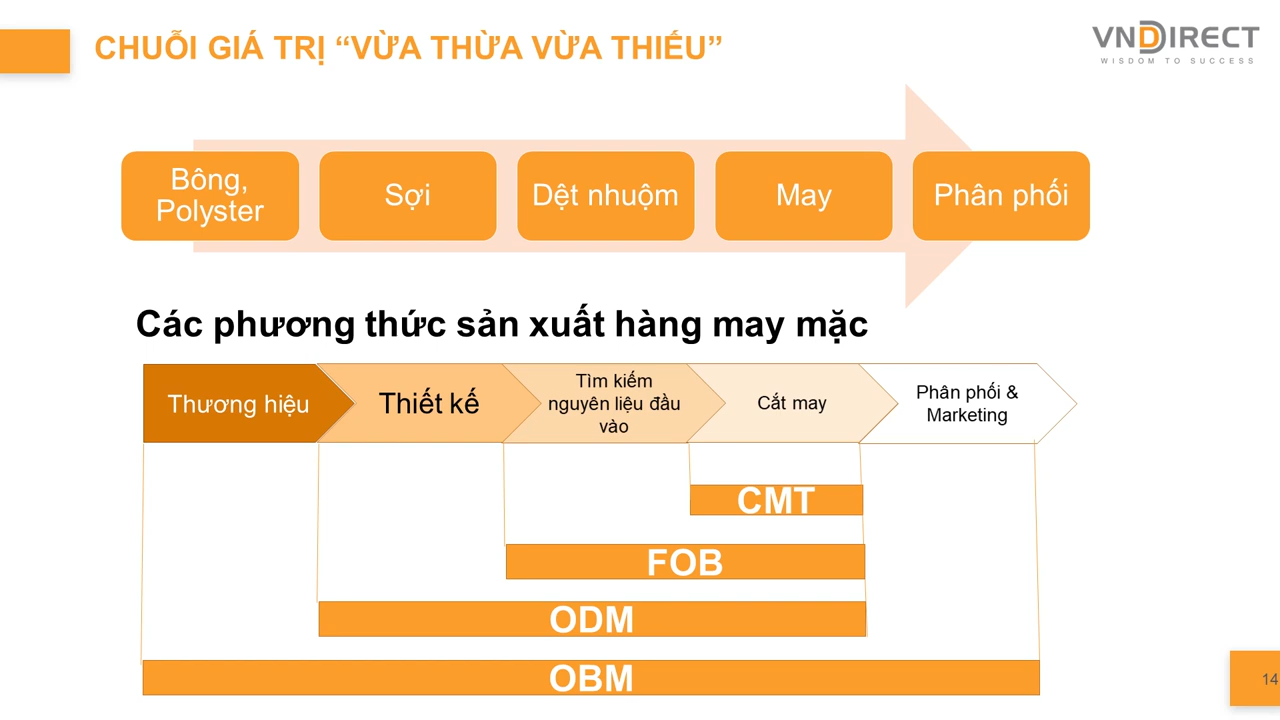 CHUỖI GIÁ TRỊ “VỪA THỪA VỪA THIẾU”
VNDIRECT
WISDOM TO SUCCESS
Bông,
Polyster
Sợi
Dệt nhuộm
May
Phân phối
Các phương thức sản xuất hàng may mặc
Thương hiệu
Thiết kế
Tìm kiếm
nguyên liệu đầu
vào
Cắt may
Phân phối &
Marketing
CMT
FOB
ODM
OBM
14